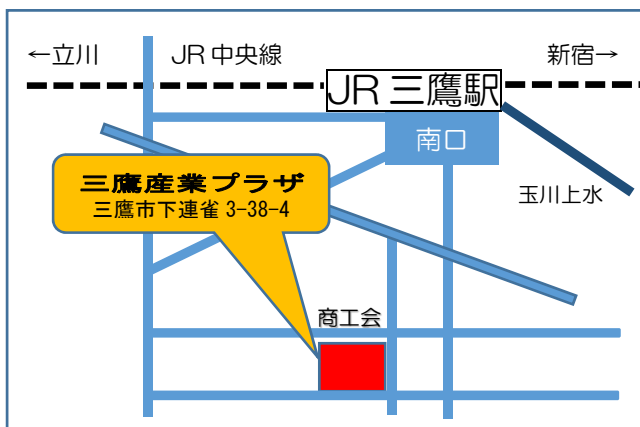 ←立川
JR 中央線
新宿→
JR 三鷹駅
南口
三鷹産業プラザ
三鷹市下連雀 3-38-4
玉川上水
商工会